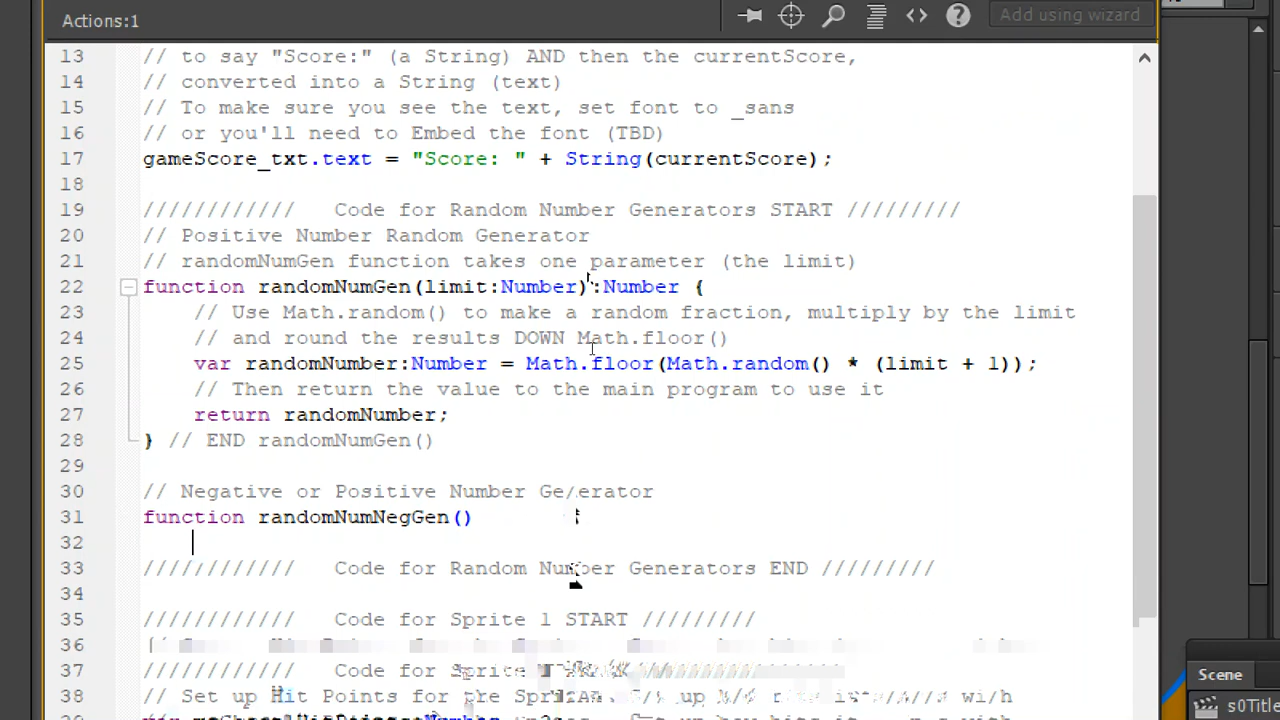 Actions:1
Add using wizard
13 // to say "Score:" (a String) AND then the currentScore,
14 // converted into a String (text)
15 // To make sure you see the text, set font to _sans
16 // or you'll need to Embed the font (TBD)
17 gameScore_txt.text = "Score: " + String(currentScore);
18
19 //////////// Code for Random Number Generators START /////////
20 // Positive Number Random Generator
21 // randomNumGen function takes one parameter (the limit)
22 function randomNumGen(limit:Number):Number {
23 // Use Math.random() to make a random fraction, multiply by the limit
24 // and round the results DOWN Math.floor()
25 var randomNumber:Number = Math.floor(Math.random() * (limit + 1));
26 // Then return the value to the main program to use it
27 return randomNumber;
28 } // END randomNumGen()
29
30 // Negative or Positive Number Generator
31 function randomNumNegGen()
32
33 //////////// Code for Random Number Generators END /////////
34
35 //////////// Code for Sprite 1 START /////////
36
37 //////////// Code for Sprite
38 // Set up Hit Points for the
Scene
s0Title